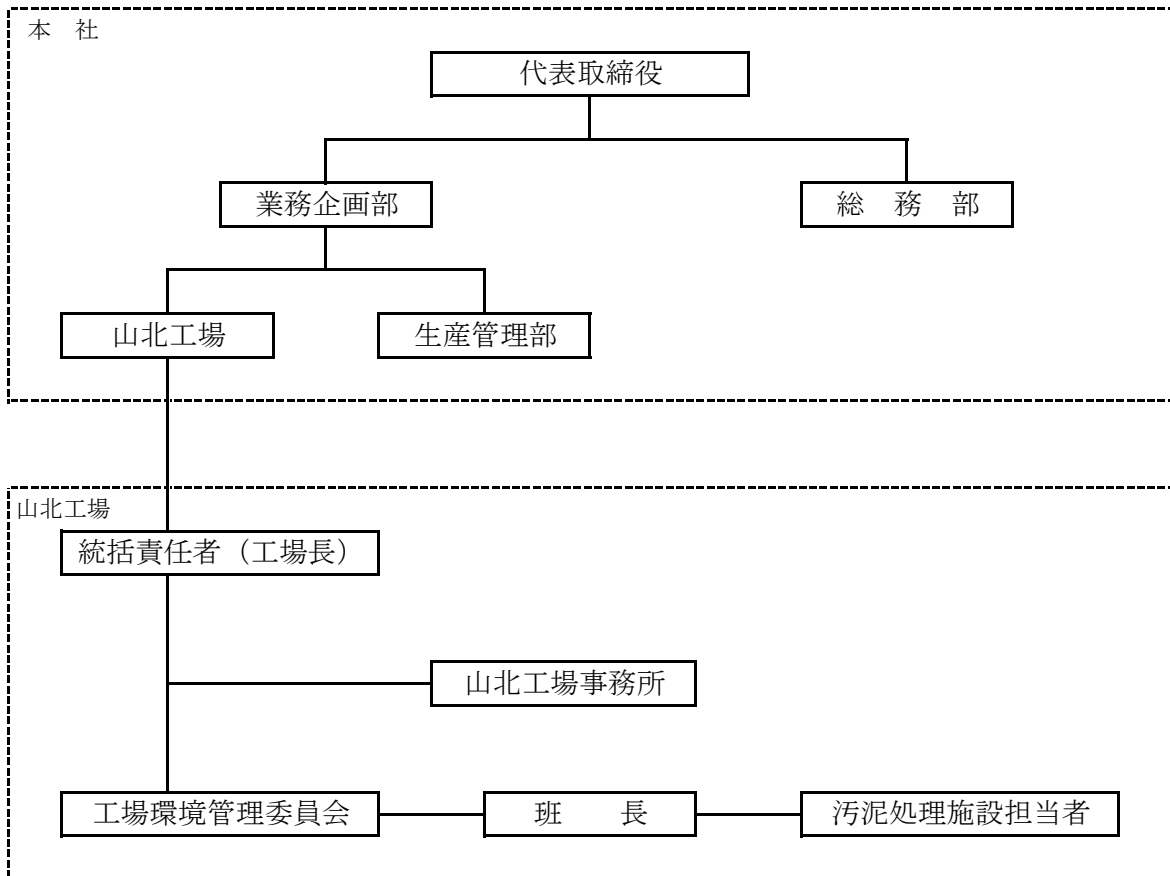 本　社
代表取締役
業務企画部
総　務　部
山北工場
生産管理部
山北工場
統括責任者（工場長）
山北工場事務所
工場環境管理委員会
班　　長
汚泥処理施設担当者